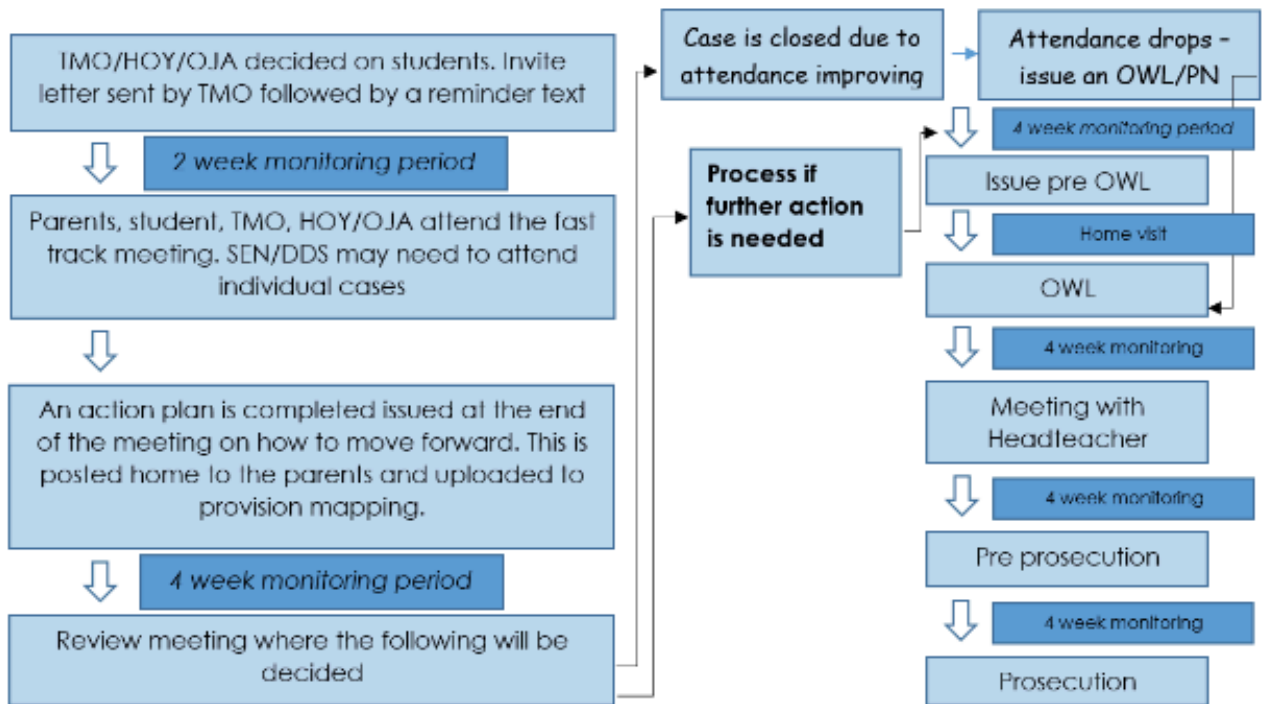 TMO/HOY/OJA decided on students. Invite
letter sent by TMO followed by a reminder text
2 week monitoring period
Parents, student, TMO, HOY/OJA attend the fast
track meeting. SEN/DDS may need to attend
individual cases
An action plan is completed issued at the end
of the meeting on how to move forward. This is
posted home to the parents and uploaded to
provision mapping.
4 week monitoring period
Review meeting where the following will be
decided
Case is closed due to
attendance improving
Attendance drops –
issue an OWL/PN
Process if
further action
is needed
4 week monitoring period
Issue pre OWL
Home visit
OWL
4 week monitoring
Meeting with
Headteacher
4 week monitoring
Pre prosecution
4 week monitoring
Prosecution